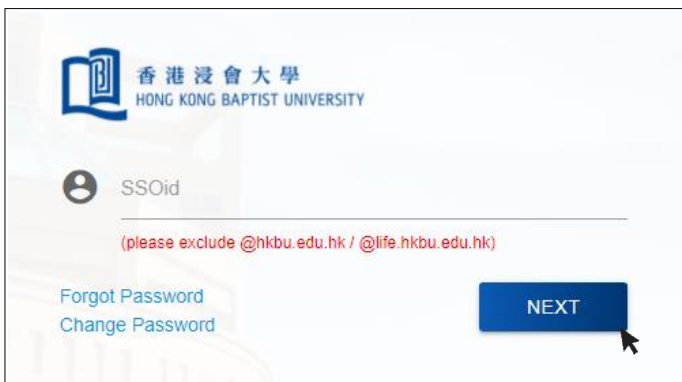 香港浸會大學
HONG KONG BAPTIST UNIVERSITY
SSOid
(please exclude @hkbu.edu.hk / @life.hkbu.edu.hk)
Forgot Password
Change Password
NEXT